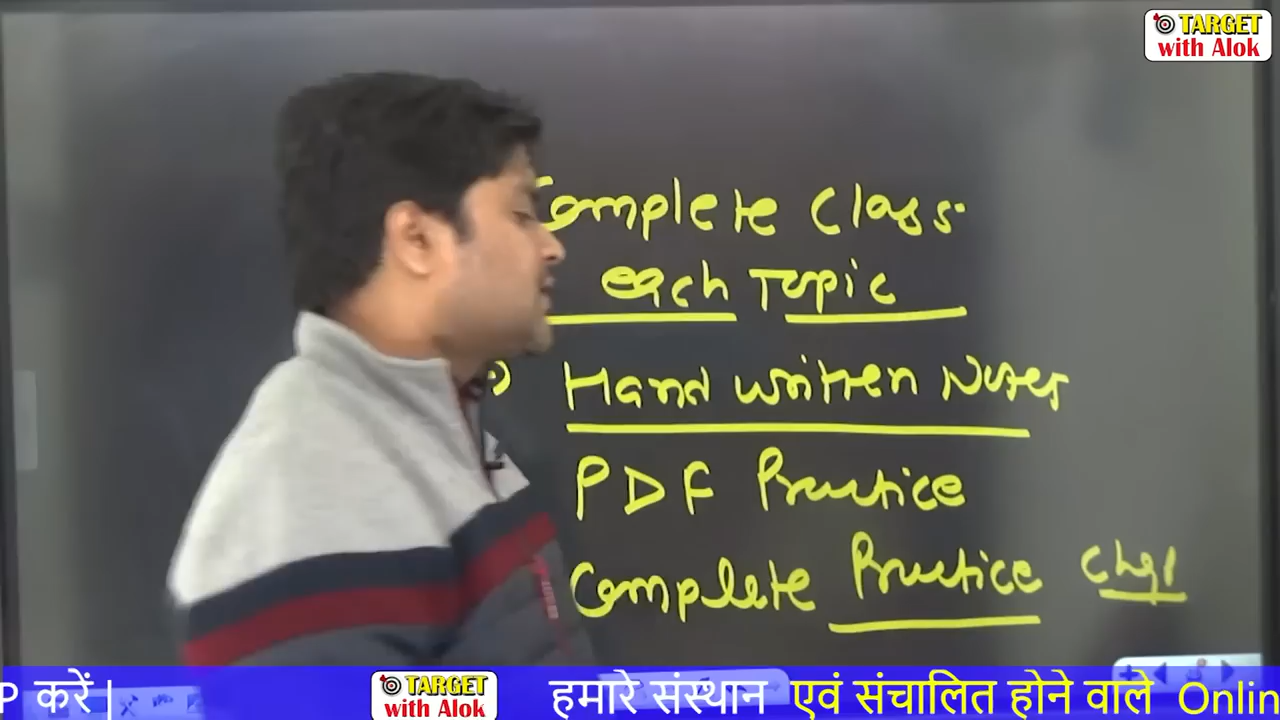 TARGET
with Alok
Complete Class
each Topic
Hand written Notes
PDF Practice
Complete Practice
P करें |
TARGET
with Alok
हमारे संस्थान एवं संचालित होने वाले Onlin